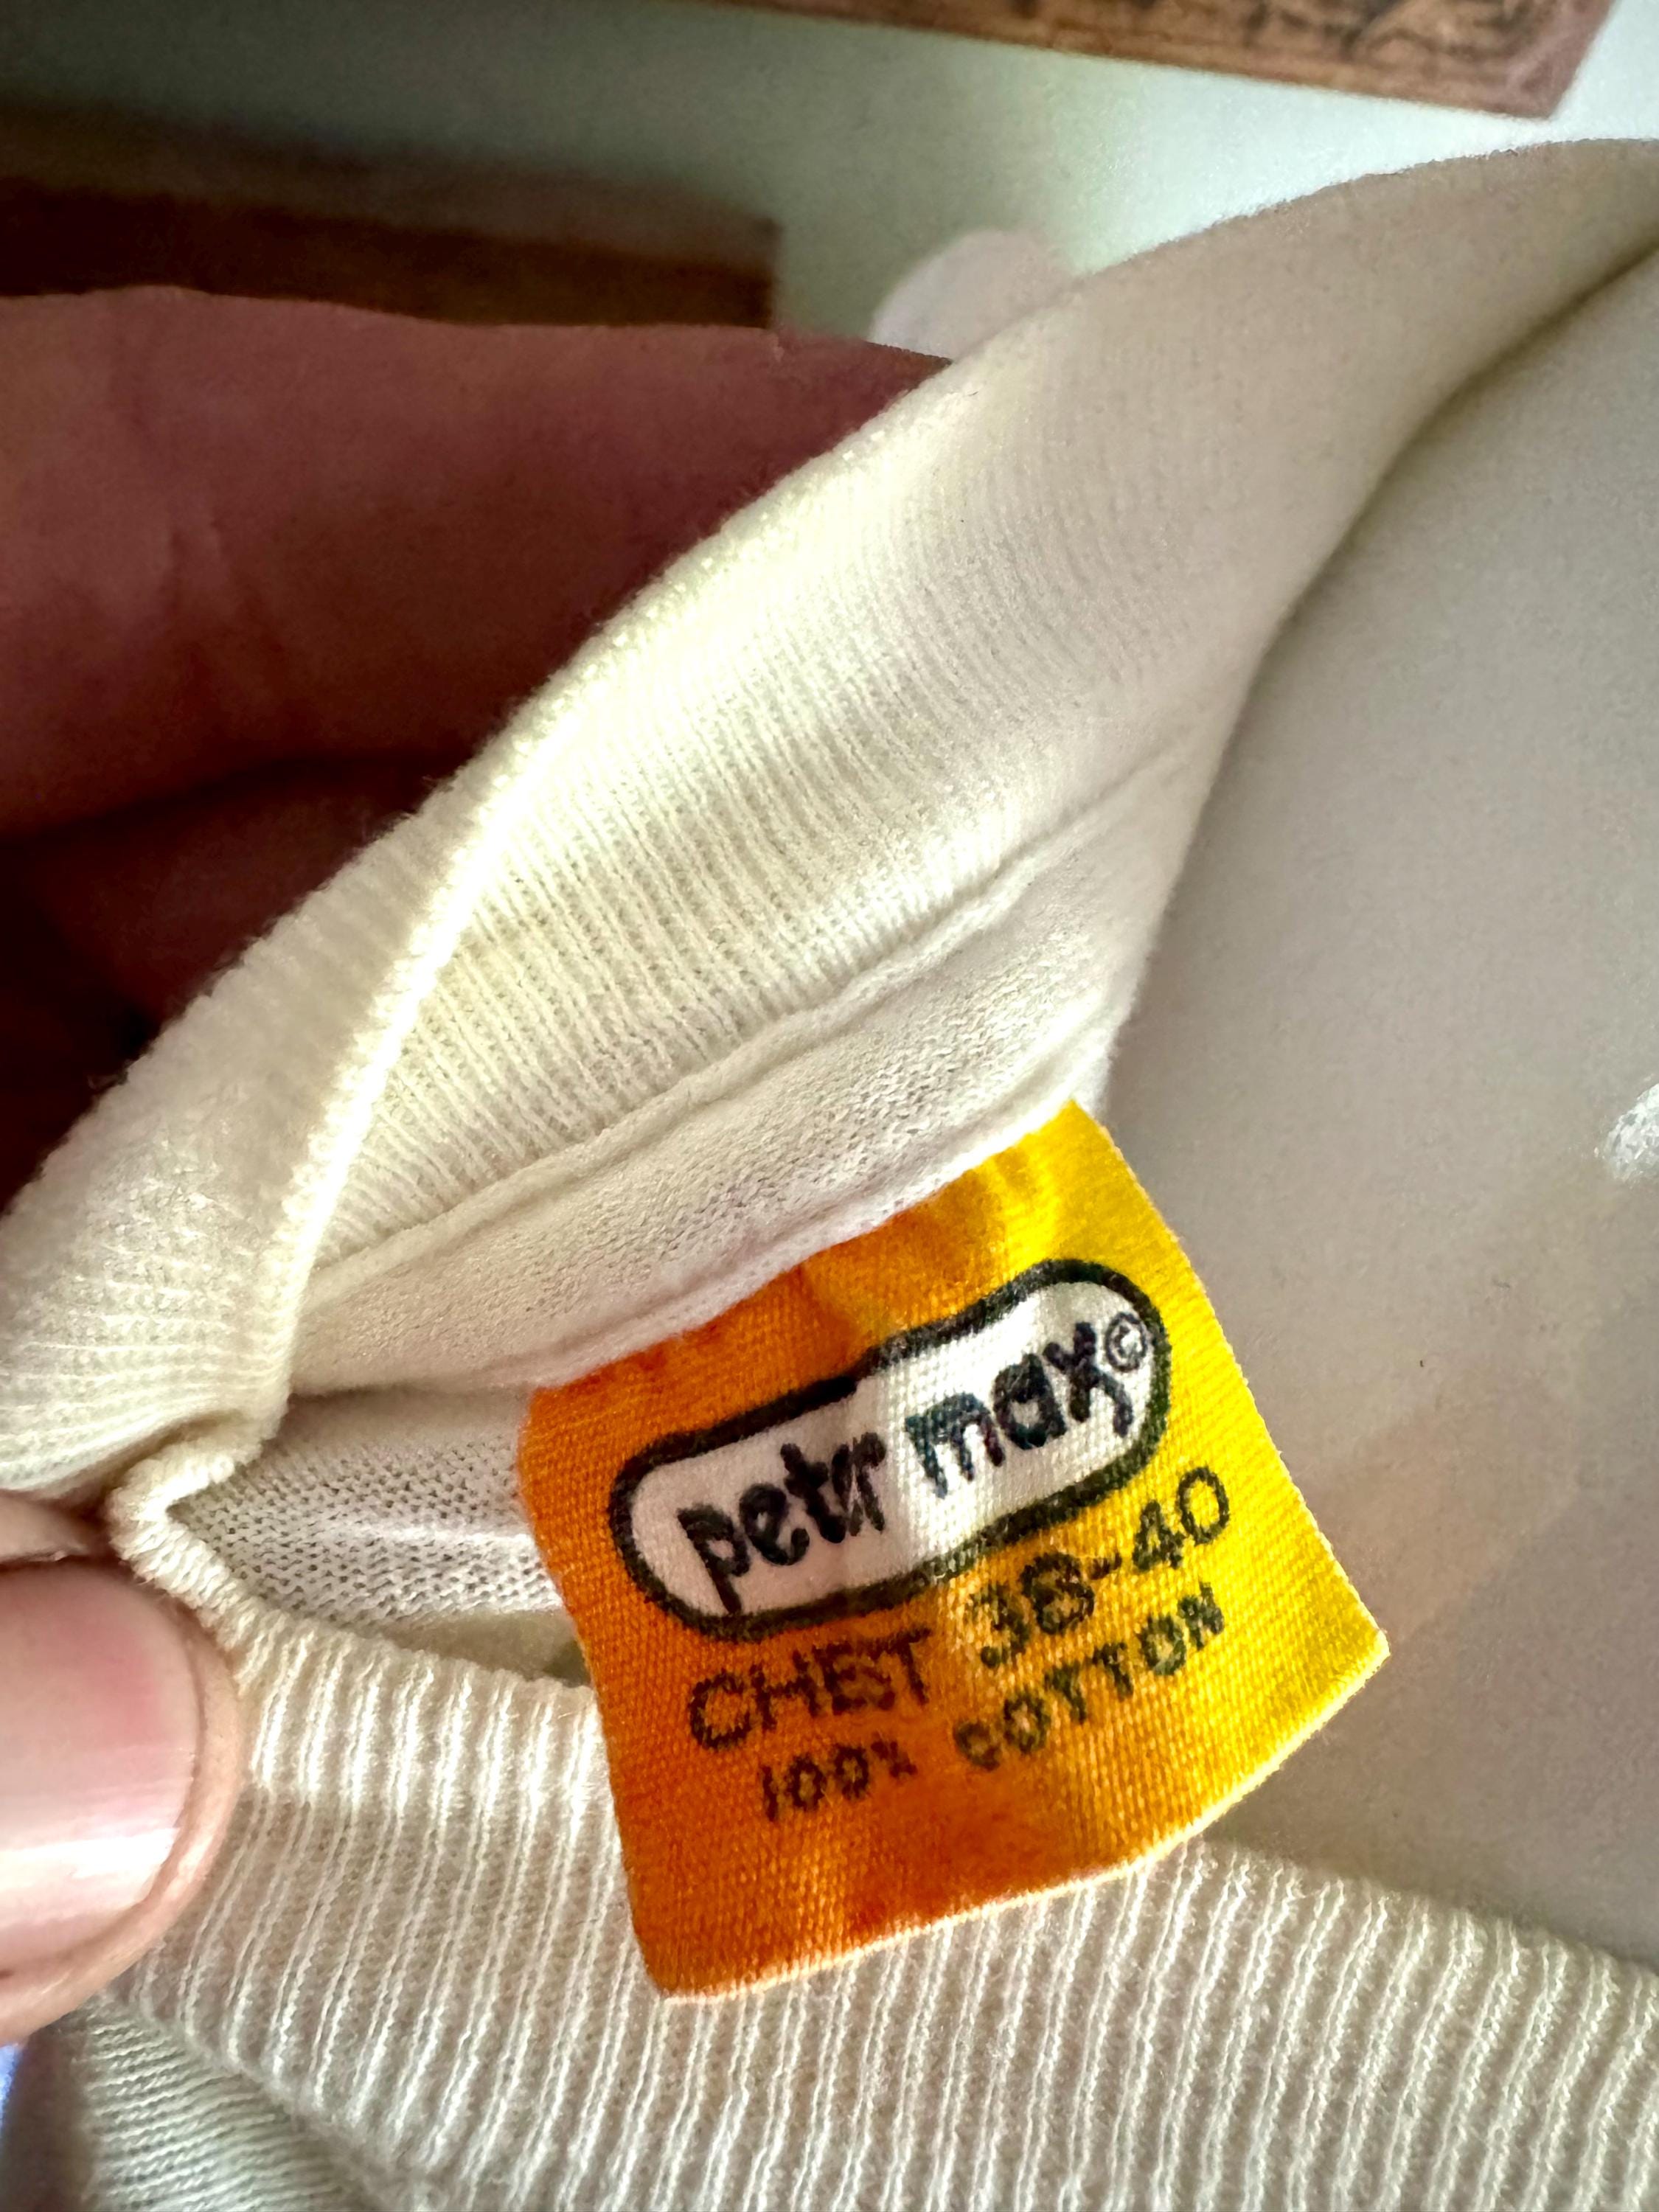 peter max©
CHEST 38-40
100% COTTON